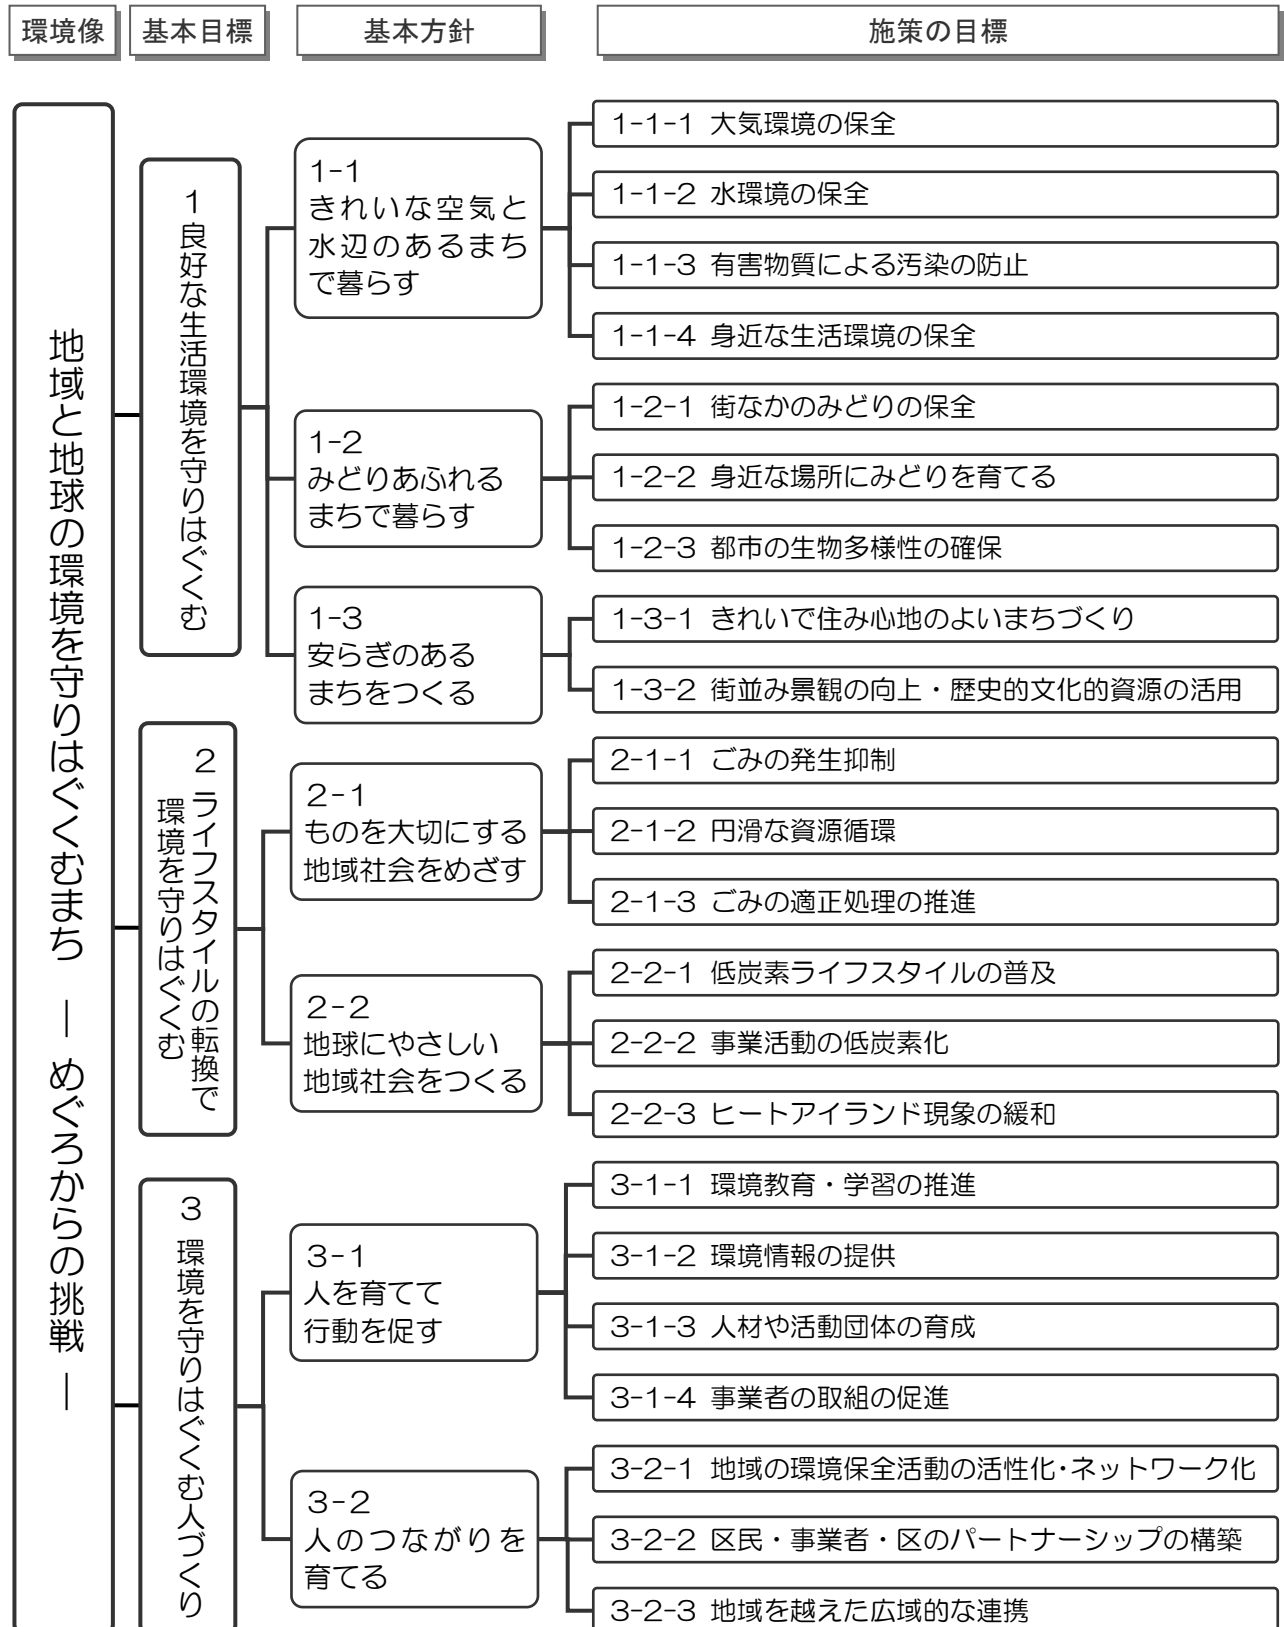 環境像
基本目標
基本方針
施策の目標
地域と地球の環境を守りはぐくむまち ― めぐろからの挑戦 ―
1 良好な生活環境を守りはぐくむ
1-1
きれいな空気と
水辺のあるまち
で暮らす
1-1-1 大気環境の保全
1-1-2 水環境の保全
1-1-3 有害物質による汚染の防止
1-1-4 身近な生活環境の保全
1-2
みどりあふれる
まちで暮らす
1-2-1 街なかのみどりの保全
1-2-2 身近な場所にみどりを育てる
1-2-3 都市の生物多様性の確保
1-3
安らぎのある
まちをつくる
1-3-1 きれいで住み心地のよいまちづくり
1-3-2 街並み景観の向上・歴史的文化的資源の活用
2 ライフスタイルの転換で
環境を守りはぐくむ
2-1
ものを大切にする
地域社会をめざす
2-1-1 ごみの発生抑制
2-1-2 円滑な資源循環
2-1-3 ごみの適正処理の推進
2-2
地球にやさしい
地域社会をつくる
2-2-1 低炭素ライフスタイルの普及
2-2-2 事業活動の低炭素化
2-2-3 ヒートアイランド現象の緩和
3 環境を守りはぐくむ人づくり
3-1
人を育てて
行動を促す
3-1-1 環境教育・学習の推進
3-1-2 環境情報の提供
3-1-3 人材や活動団体の育成
3-1-4 事業者の取組の促進
3-2
人のつながりを
育てる
3-2-1 地域の環境保全活動の活性化・ネットワーク化
3-2-2 区民・事業者・区のパートナーシップの構築
3-2-3 地域を越えた広域的な連携